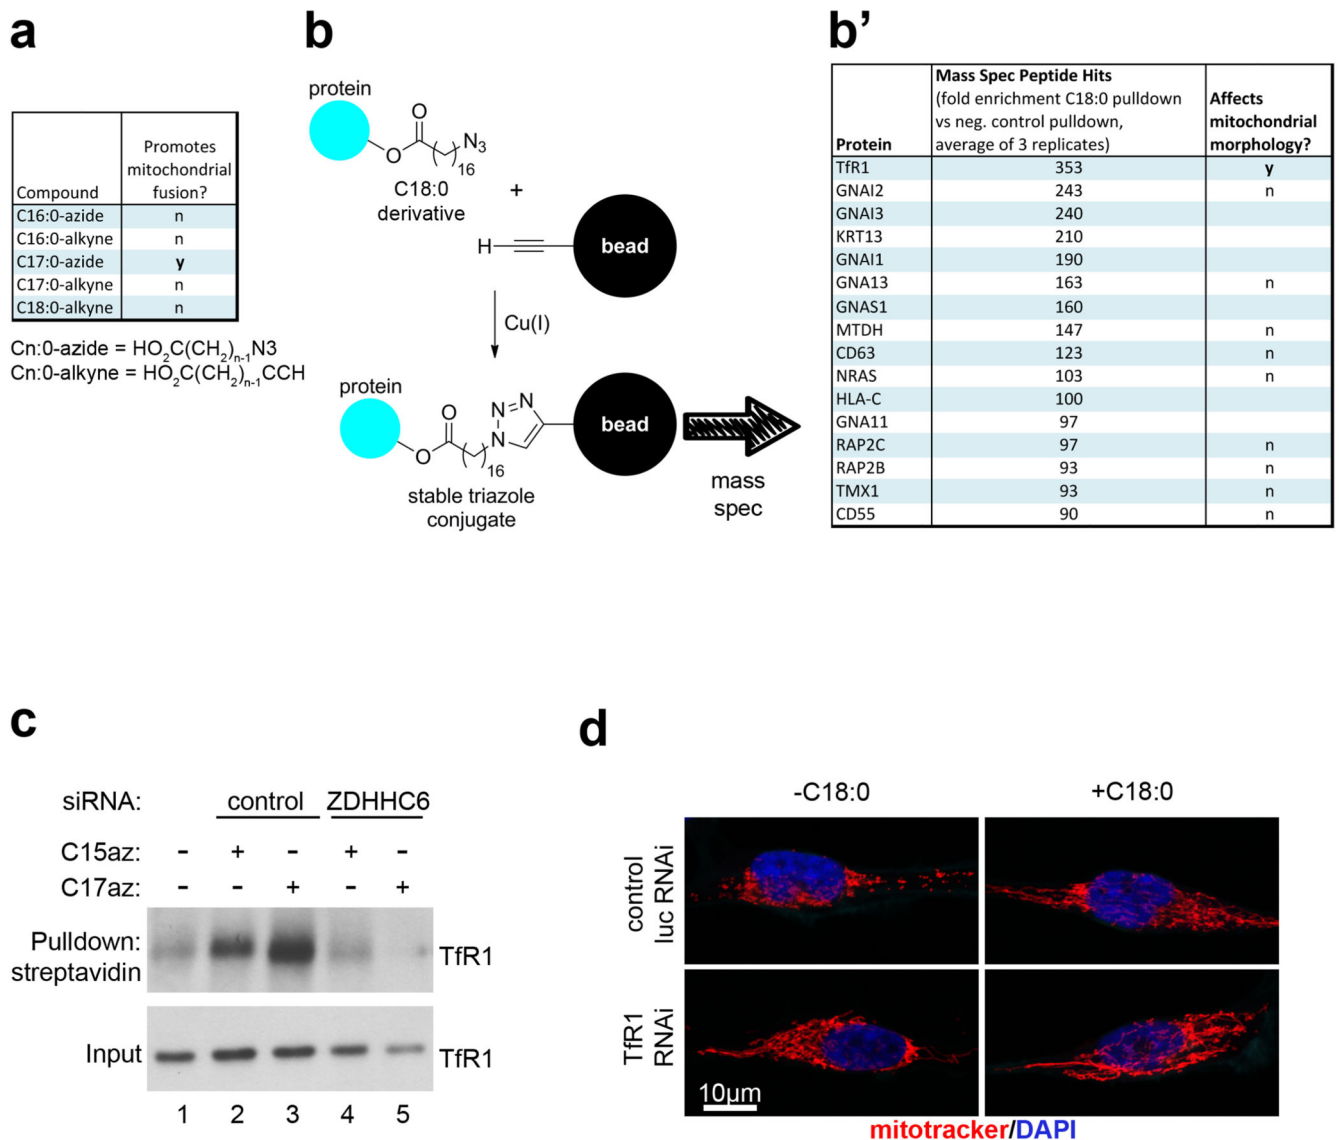 a
Compound
Promotes
mitochondrial
fusion?
C16:0-azide n
C16:0-alkyne n
C17:0-azide y
C17:0-alkyne n
C18:0-alkyne n
Cn:0-azide = HO2C(CH2)n-1N3
Cn:0-alkyne = HO2C(CH2)n-1CCH
b
protein
O
O
N3
16
C18:0
derivative
+
H
bead
Cu(I)
protein
O
O
16
N
N
N
bead
stable triazole
conjugate
mass
spec
b’
Protein
Mass Spec Peptide Hits
(fold enrichment C18:0 pulldown
vs neg. control pulldown,
average of 3 replicates)
Affects
mitochondrial
morphology?
TfR1 353 y
GNAI2 243 n
GNAI3 240
KRT13 210
GNAI1 190
GNA13 163 n
GNAS1 160
MTDH 147 n
CD63 123 n
NRAS 103 n
HLA-C 100
GNA11 97
RAP2C 97 n
RAP2B 93 n
TMX1 93 n
CD55 90 n
c
siRNA: control ZDHHC6
C15az: - + - + -
C17az: - - + - +
Pulldown:
streptavidin
TfR1
Input TfR1
1 2 3 4 5
d
-C18:0 +C18:0
control
luc RNAi
TfR1
RNAi
10µm
mitotracker/DAPI